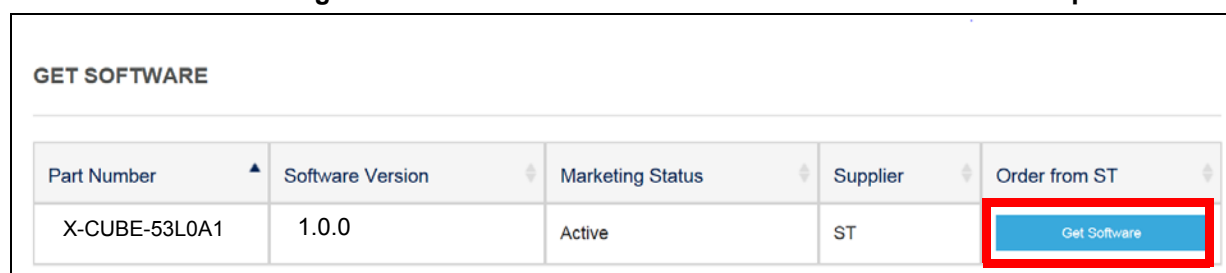 GET SOFTWARE
Part Number Software Version Marketing Status Supplier Order from ST
X-CUBE-53L0A1 1.0.0 Active ST Get Software